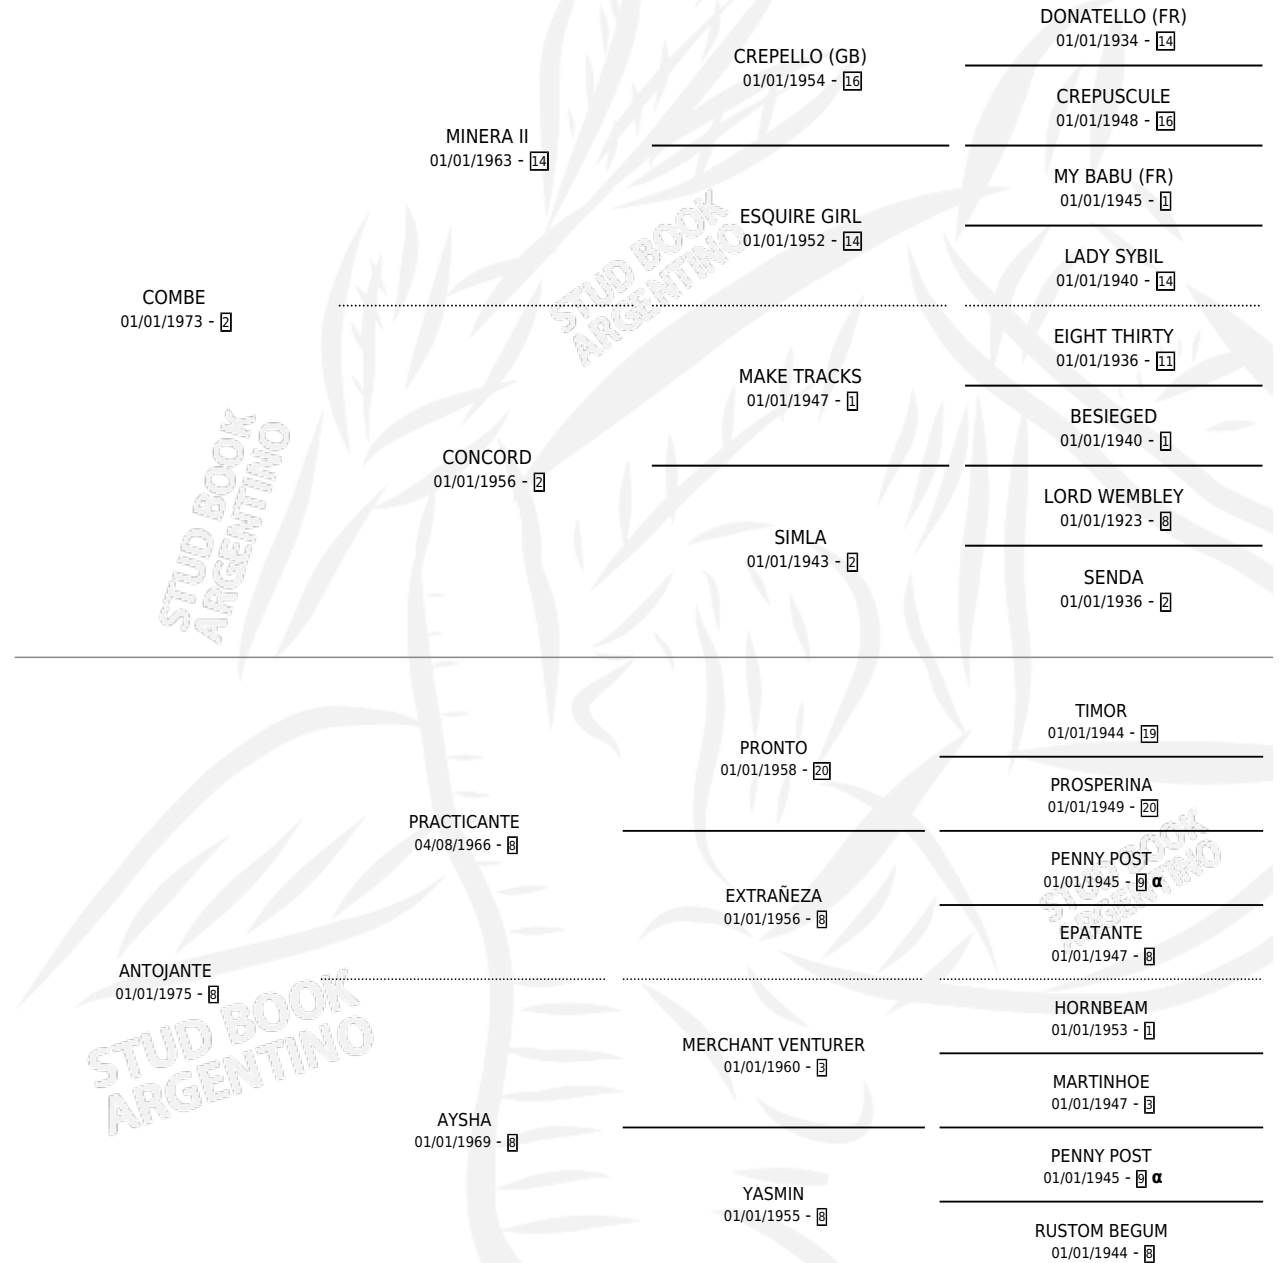 DONATELLO (FR)
01/01/1934 - 14
CREPELLO (GB)
01/01/1954 - 16
CREPUSCULE
01/01/1948 - 16
MINERA II
01/01/1963 - 14
MY BABU (FR)
01/01/1945 - 1
ESQUIRE GIRL
01/01/1952 - 14
LADY SYBIL
01/01/1940 - 14
STUD BOOK
ARGENTINO
COMBE
01/01/1973 - 2
EIGHT THIRTY
01/01/1936 - 11
MAKE TRACKS
01/01/1947 - 1
BESIEGED
01/01/1940 - 1
CONCORD
01/01/1956 - 2
LORD WEMBLEY
01/01/1923 - 8
SIMLA
01/01/1943 - 2
SENDA
01/01/1936 - 2
STUD BOOK
ARGENTINO
TIMOR
01/01/1944 - 19
PRONTO
01/01/1958 - 20
PROSPERINA
01/01/1949 - 20
PRACTICANTE
04/08/1966 - 8
PENNY POST
01/01/1945 - 9 α
EXTRAÑEZA
01/01/1956 - 8
EPATANTE
01/01/1947 - 8
STUD BOOK
ARGENTINO
ANTOJANTE
01/01/1975 - 8
HORNBEAM
01/01/1953 - 1
MERCHANT VENTURER
01/01/1960 - 3
MARTINHOE
01/01/1947 - 3
STUD BOOK
ARGENTINO
AYSHA
01/01/1969 - 8
PENNY POST
01/01/1945 - 9 α
YASMIN
01/01/1955 - 8
RUSTOM BEGUM
01/01/1944 - 8